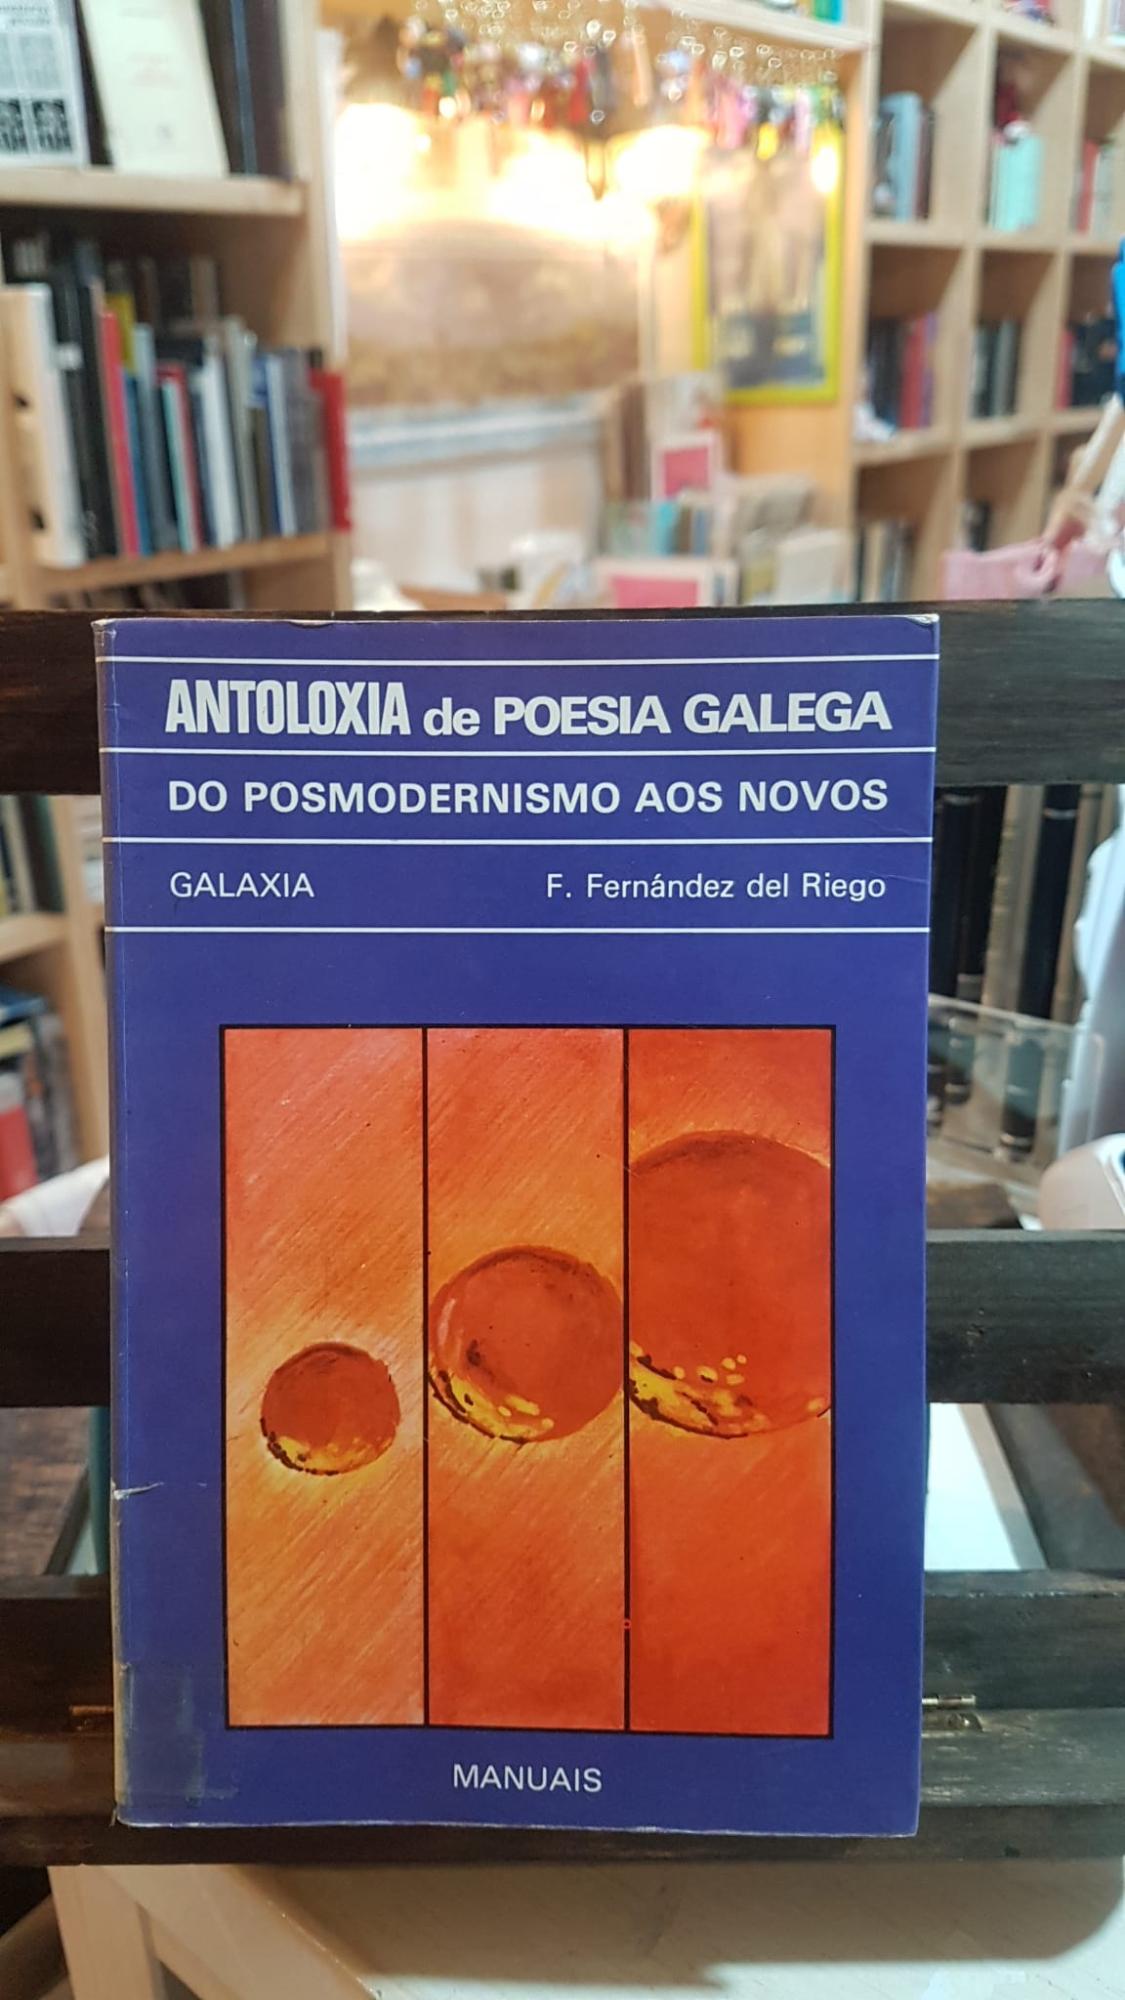 ANTOLOXIA de POESIA GALEGA
DO POSMODERNISMO AOS NOVOS
GALAXIA F. Fernández del Riego
MANUAIS